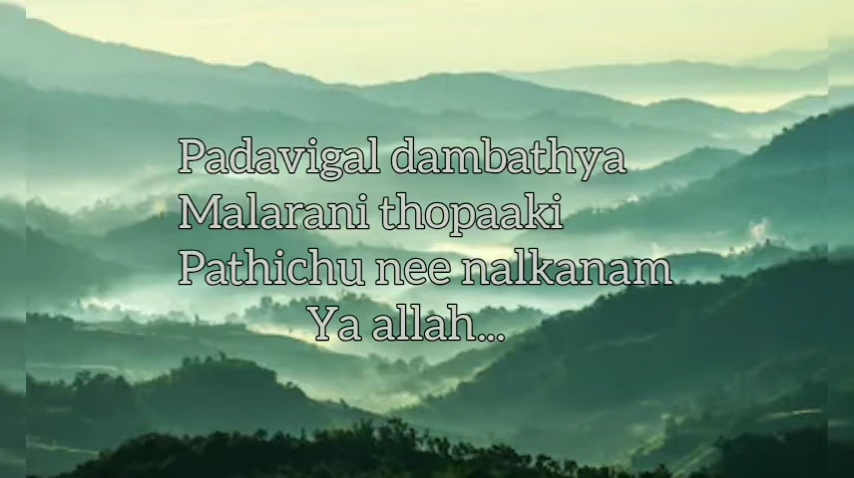 Padavigal dambathya
Malarani thopaaki
Pathichu nee nalkanam
Ya allah...